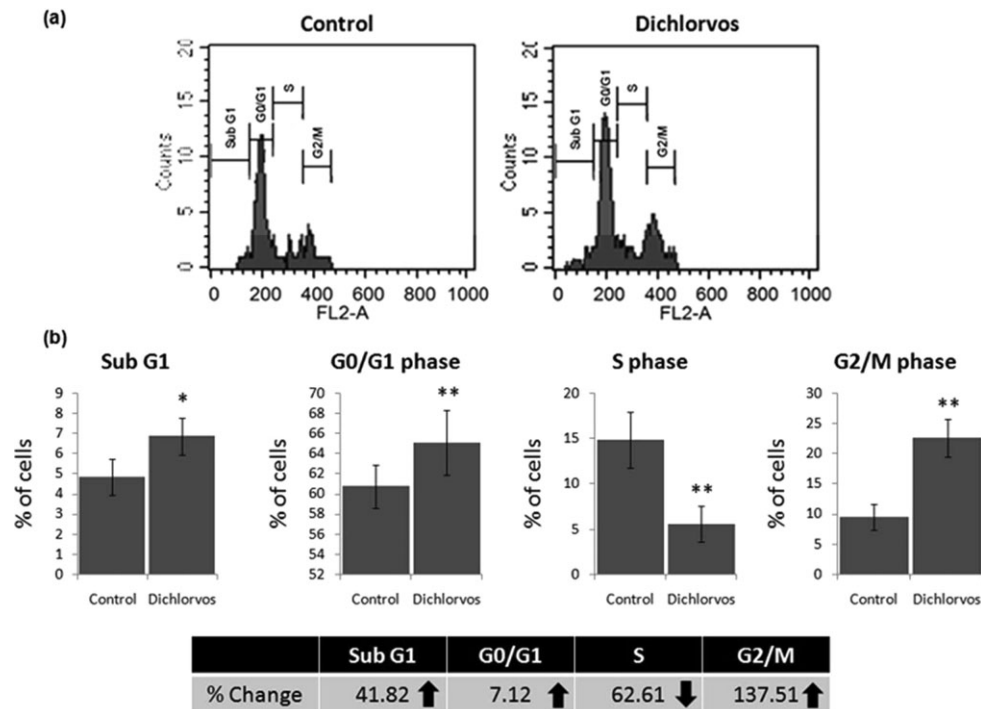 (a)
Control
Dichlorvos
20
15
10
5
0
Counts
Sub G1
G0/G1
S
G2/M
0 200 400 600 800 1000
FL2-A
20
15
10
5
0
Counts
Sub G1
G0/G1
S
G2/M
0 200 400 600 800 1000
FL2-A
(b)
Sub G1
9
8
7
6
5
4
3
2
1
0
% of cells
*
Control Dichlorvos
G0/G1 phase
70
68
66
64
62
60
58
56
54
52
% of cells
**
Control Dichlorvos
S phase
20
15
10
5
0
% of cells
**
Control Dichlorvos
G2/M phase
30
25
20
15
10
5
0
% of cells
**
Control Dichlorvos
Sub G1 G0/G1 S G2/M
% Change 41.82 7.12 62.61 137.51